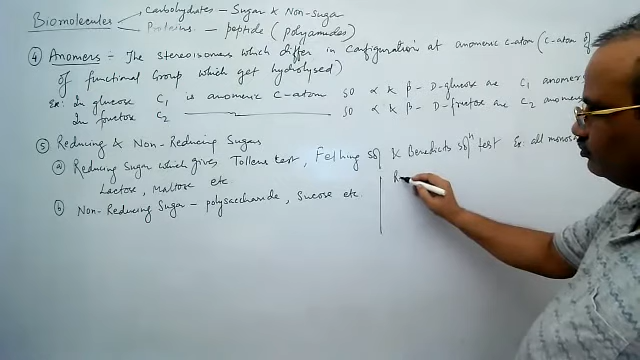 Biomolecules Carbohydrates - Sugar & Non-Sugar
Proteins - peptide (polyamides)
④ Anomers = The stereoisomers which differ in configuration at anomeric c-atom (c-atom of
of functional Group which get hydrolysed)
Ex: In glucose C1 is anomeric c-atom so α & β - D-glucose are C1 anomers
In fructose C2 so α & β - D-fructose are C2 anomers
⑤ Reducing & Non-Reducing Sugars
ⓐ Reducing Sugar which gives Tollens test, Fehling soln & Benedicts soln test Ex: all monos
Lactose, Maltose etc.
ⓑ Non-Reducing Sugar - polysaccharide, Sucose etc.